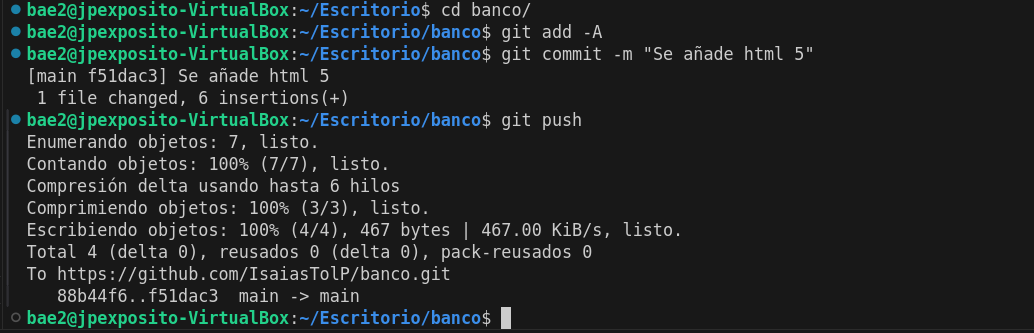 bae2@jpexposito-VirtualBox:~/Escritorio$ cd banco/
bae2@jpexposito-VirtualBox:~/Escritorio/banco$ git add -A
bae2@jpexposito-VirtualBox:~/Escritorio/banco$ git commit -m "Se añade html 5"
[main f51dac3] Se añade html 5
 1 file changed, 6 insertions(+)
bae2@jpexposito-VirtualBox:~/Escritorio/banco$ git push
Enumerando objetos: 7, listo.
Contando objetos: 100% (7/7), listo.
Compresión delta usando hasta 6 hilos
Comprimiendo objetos: 100% (3/3), listo.
Escribiendo objetos: 100% (4/4), 467 bytes | 467.00 KiB/s, listo.
Total 4 (delta 0), reusados 0 (delta 0), pack-reusados 0
To https://github.com/IsaiasTolP/banco.git
   88b44f6..f51dac3  main -> main
bae2@jpexposito-VirtualBox:~/Escritorio/banco$